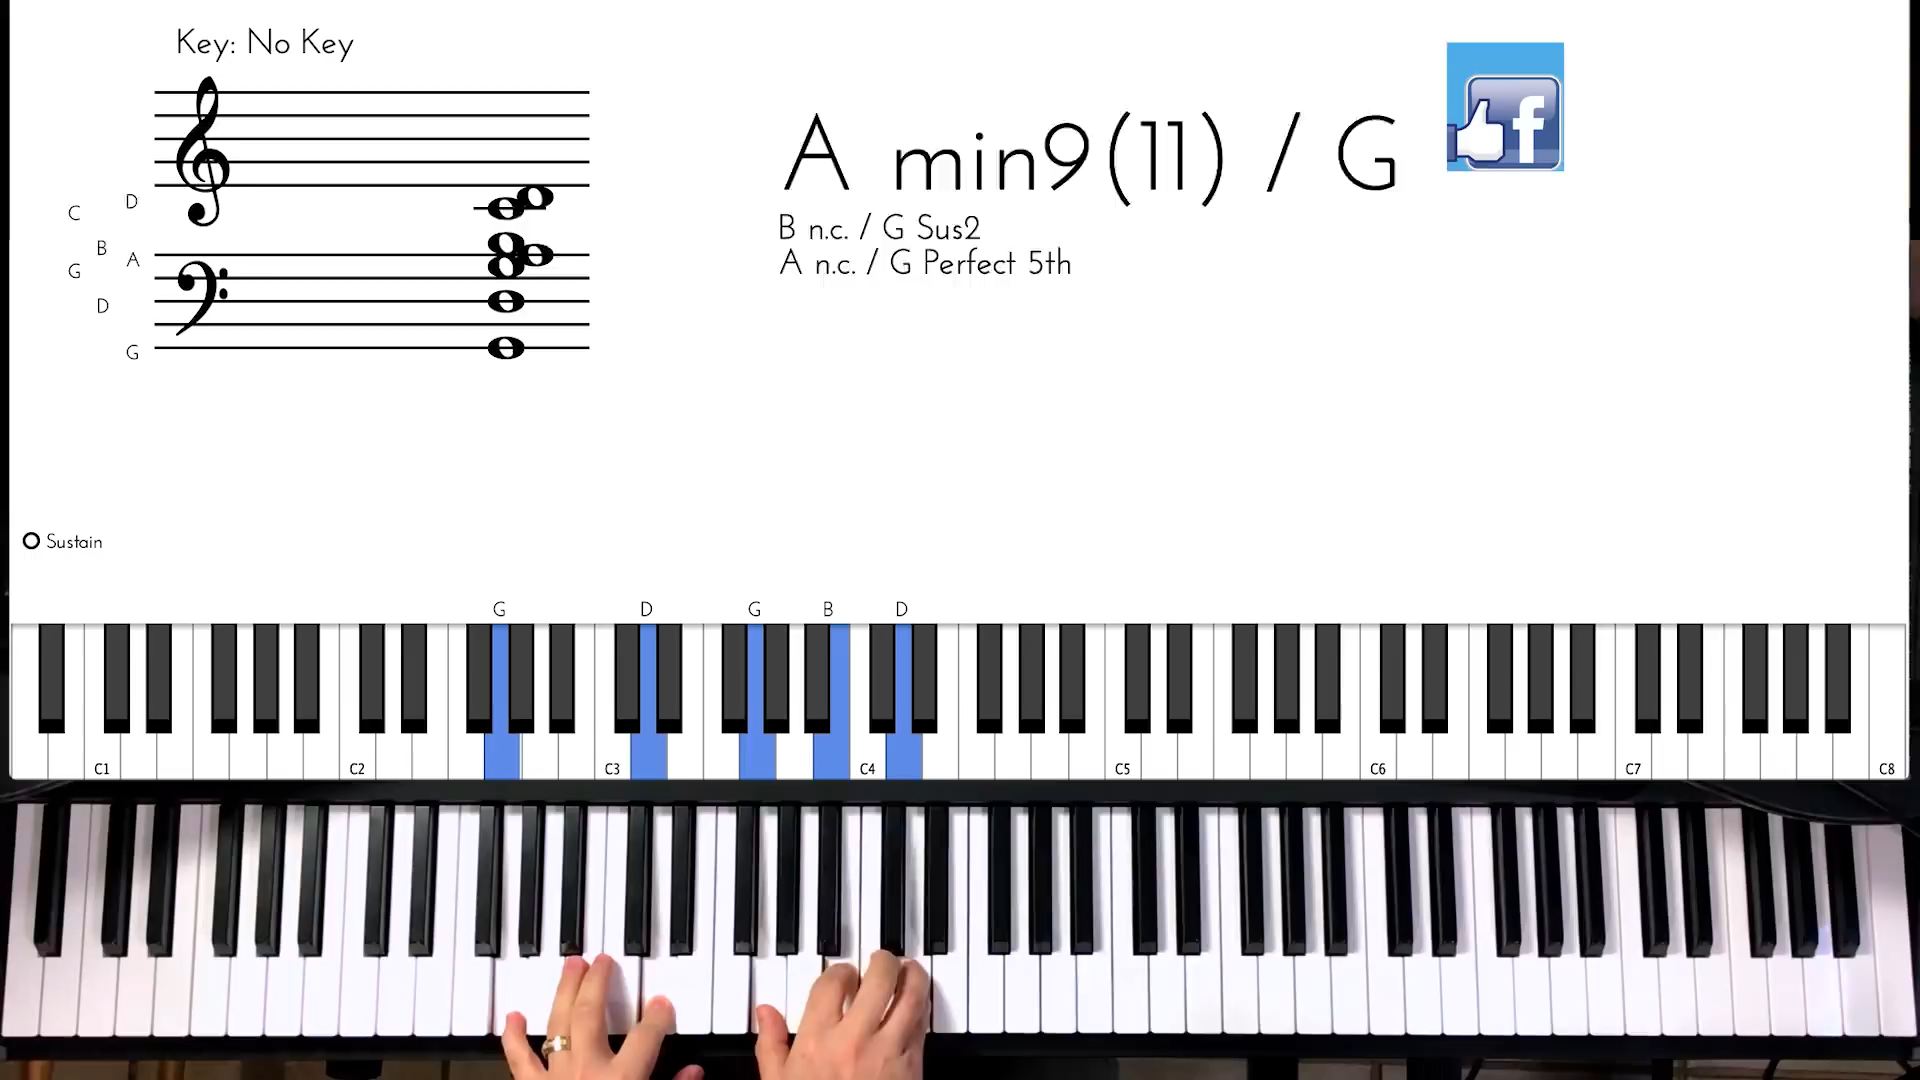 Key: No Key
A min9(11) / G
f
B n.c. / G Sus2
A n.c. / G Perfect 5th
C D
B A
G
D
G
Sustain
G D G B D
C1 C2 C3 C4 C5 C6 C7 C8